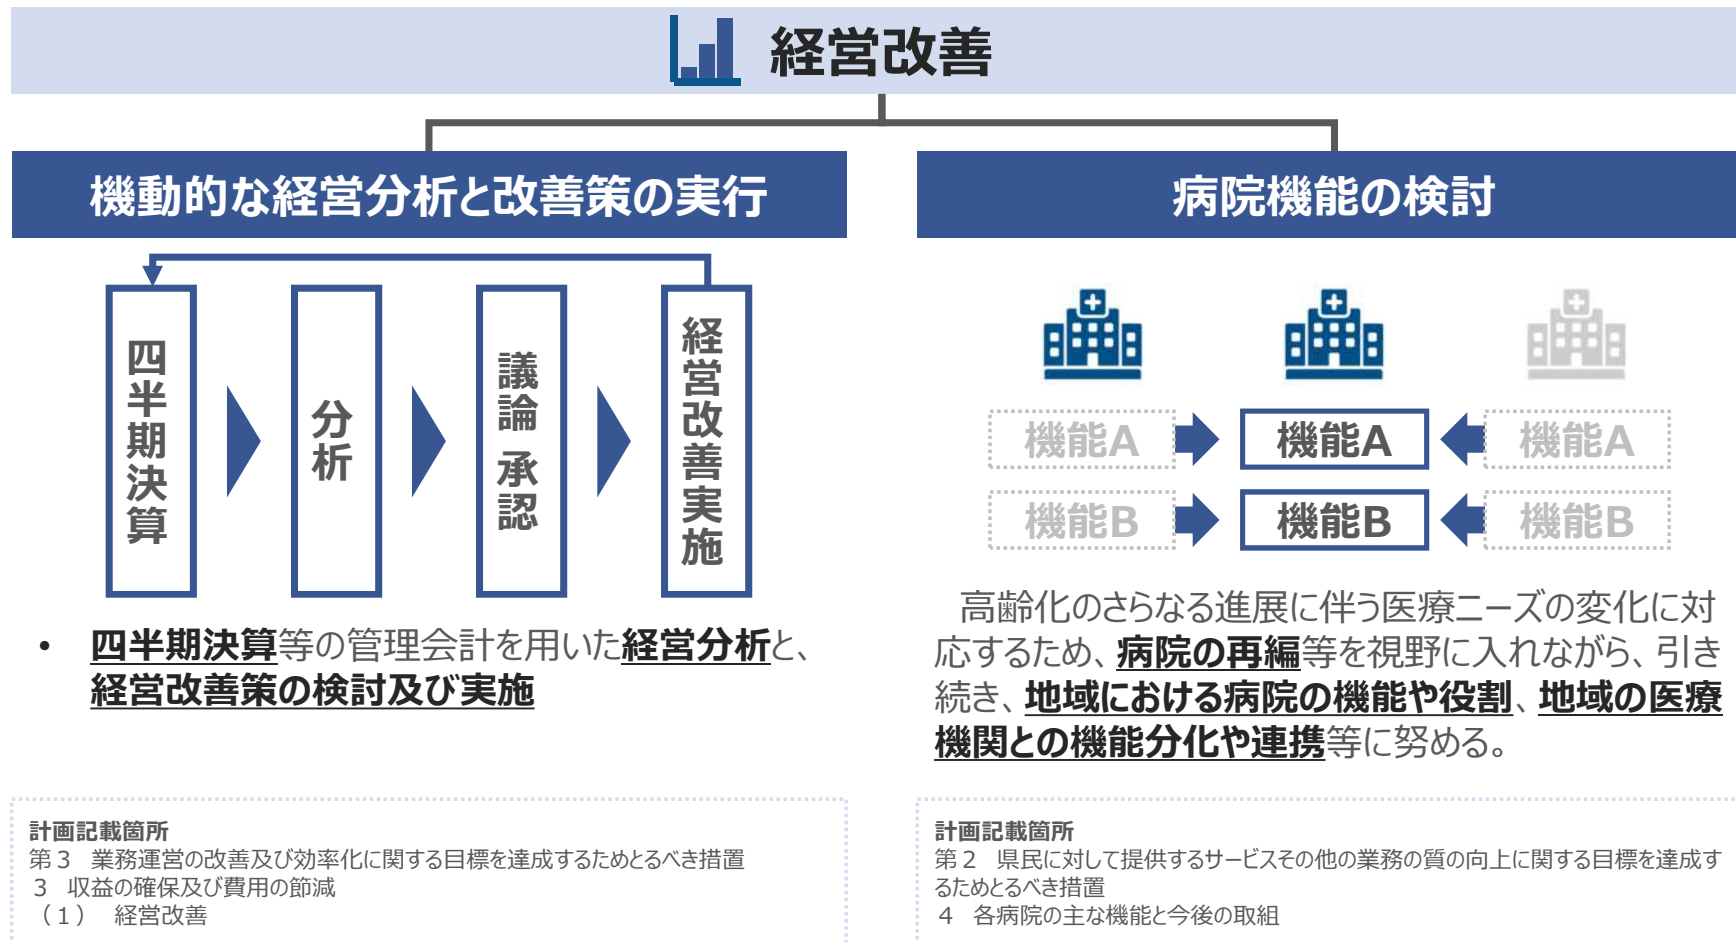 経営改善
機動的な経営分析と改善策の実行
四半期決算
分析
議論 承認
経営改善実施
• 四半期決算等の管理会計を用いた経営分析と、
経営改善策の検討及び実施
計画記載箇所
第３ 業務運営の改善及び効率化に関する目標を達成するためとるべき措置
３ 収益の確保及び費用の節減
（１） 経営改善
病院機能の検討
機能A 機能A 機能A
機能B 機能B 機能B
高齢化のさらなる進展に伴う医療ニーズの変化に対
応するため、病院の再編等を視野に入れながら、引き
続き、地域における病院の機能や役割、地域の医療
機関との機能分化や連携等に努める。
計画記載箇所
第２ 県民に対して提供するサービスその他の業務の質の向上に関する目標を達成す
るためとるべき措置
４ 各病院の主な機能と今後の取組